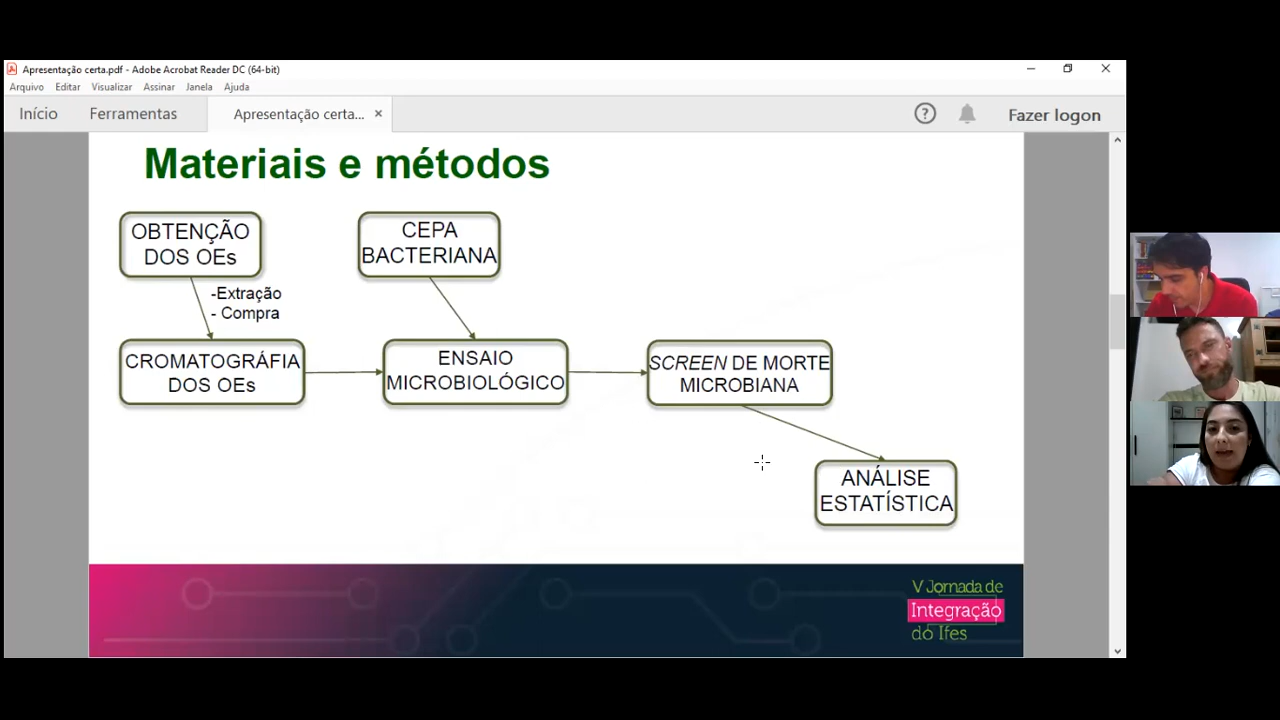 Apresentação certa.pdf - Adobe Acrobat Reader DC (64-bit)
Arquivo Editar Visualizar Assinar Janela Ajuda
Início Ferramentas Apresentação certa... × ? Fazer logon
Materiais e métodos
OBTENÇÃO
DOS OEs
CEPA
BACTERIANA
-Extração
- Compra
CROMATOGRÁFIA
DOS OEs
ENSAIO
MICROBIOLÓGICO
SCREEN DE MORTE
MICROBIANA
ANÁLISE
ESTATÍSTICA
V Jornada de
Integração
do Ifes